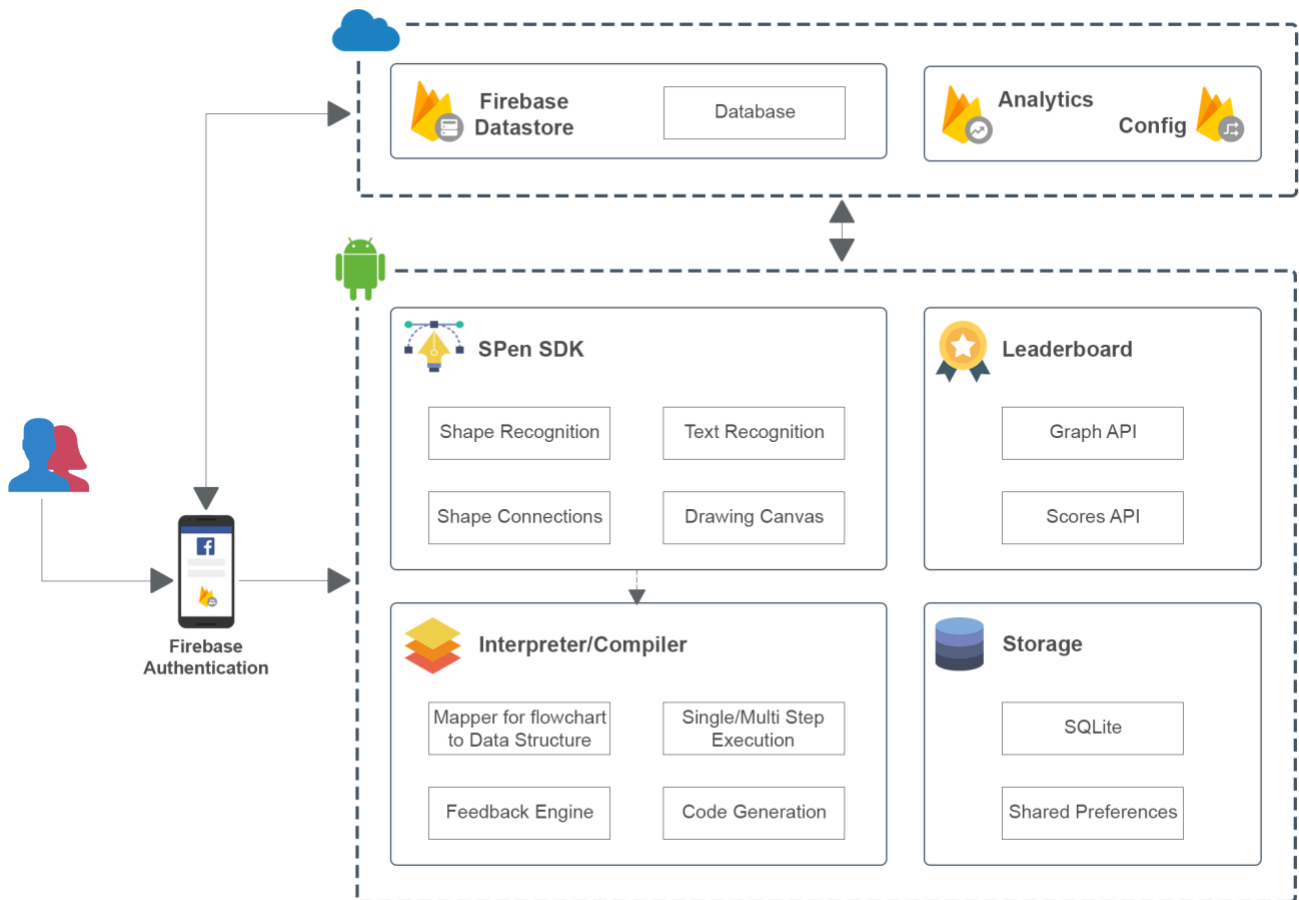 Firebase
Datastore
Database
Analytics
Config
SPen SDK
Shape Recognition
Text Recognition
Shape Connections
Drawing Canvas
Leaderboard
Graph API
Scores API
Firebase
Authentication
Interpreter/Compiler
Mapper for flowchart
to Data Structure
Single/Multi Step
Execution
Feedback Engine
Code Generation
Storage
SQLite
Shared Preferences